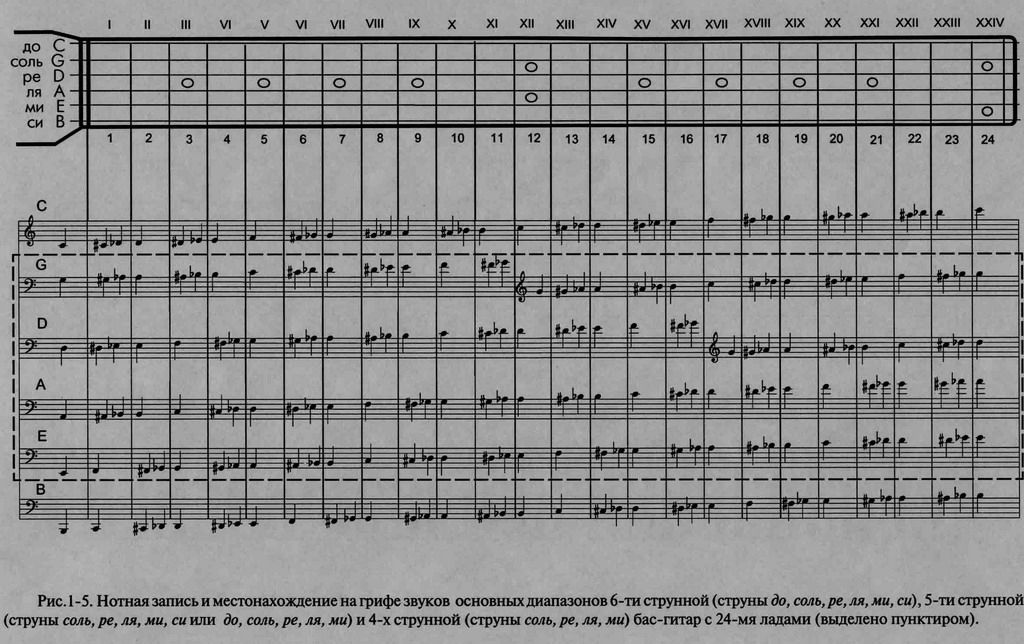 I II III VI V VI VII VIII IX X XI XII XIII XIV XV XVI XVII XVIII XIX XX XXI XXII XXIII XXIV
до C
соль G
ре D
ля A
ми E
си B
1 2 3 4 5 6 7 8 9 10 11 12 13 14 15 16 17 18 19 20 21 22 23 24
C
G
D
A
E
B
Рис.1-5. Нотная запись и местонахождение на грифе звуков основных диапазонов 6-ти струнной (струны до, соль, ре, ля, ми, си), 5-ти струнной
(струны соль, ре, ля, ми, си или до, соль, ре, ля, ми) и 4-х струнной (струны соль, ре, ля, ми) бас-гитар с 24-мя ладами (выделено пунктиром).